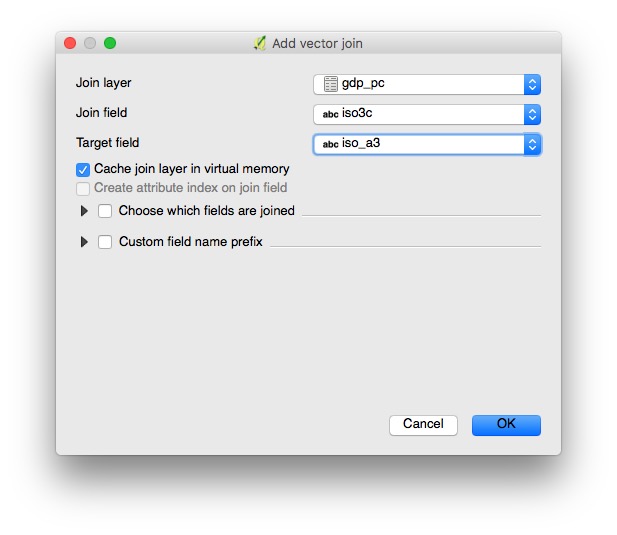 Add vector join
Join layer gdp_pc
Join field abc iso3c
Target field abc iso_a3
Cache join layer in virtual memory
Create attribute index on join field
Choose which fields are joined
Custom field name prefix
Cancel OK